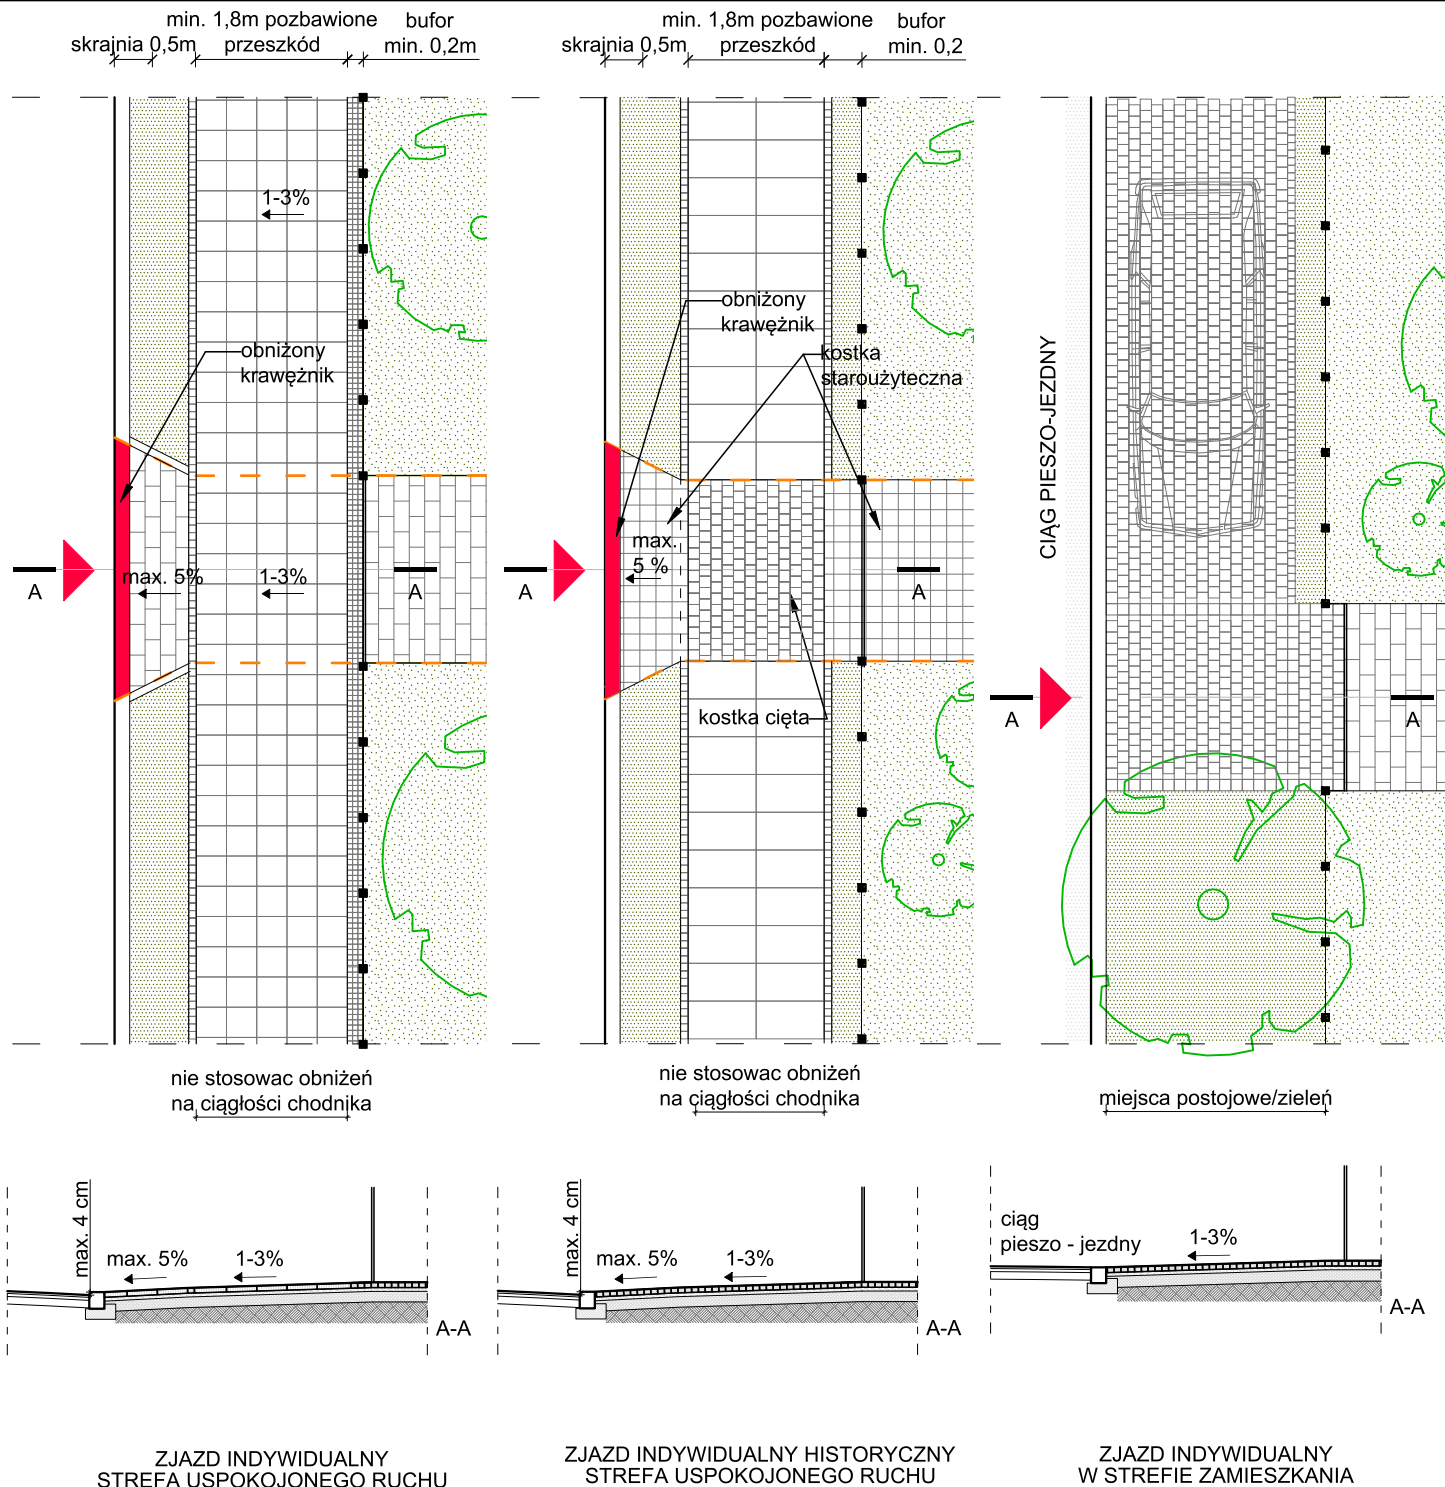 skrajnia 0,5m
min. 1,8m pozbawione
przeszkód
bufor
min. 0,2m
1-3%
obniżony
krawężnik
max. 5%
1-3%
A
A
nie stosowac obniżeń
na ciągłości chodnika
max. 4 cm
max. 5%
1-3%
A-A
ZJAZD INDYWIDUALNY
STREFA USPOKOJONEGO RUCHU
skrajnia 0,5m
min. 1,8m pozbawione
przeszkód
bufor
min. 0,2
obniżony
krawężnik
kostka
staroużyteczna
max.
5 %
A
A
kostka cięta
nie stosowac obniżeń
na ciągłości chodnika
max. 4 cm
max. 5%
1-3%
A-A
ZJAZD INDYWIDUALNY HISTORYCZNY
STREFA USPOKOJONEGO RUCHU
CIĄG PIESZO-JEZDNY
A
A
miejsca postojowe/zieleń
ciąg
pieszo - jezdny
1-3%
A-A
ZJAZD INDYWIDUALNY
W STREFIE ZAMIESZKANIA